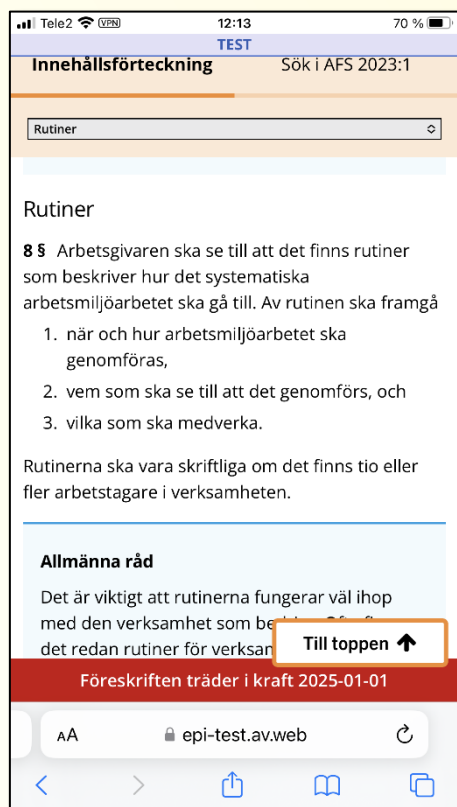 Tele2 VPN 12:13 70 %
TEST
Innehållsförteckning Sök i AFS 2023:1
Rutiner
Rutiner
8 § Arbetsgivaren ska se till att det finns rutiner
som beskriver hur det systematiska
arbetsmiljöarbetet ska gå till. Av rutinen ska framgå
1. när och hur arbetsmiljöarbetet ska
genomföras,
2. vem som ska se till att det genomförs, och
3. vilka som ska medverka.
Rutinerna ska vara skriftliga om det finns tio eller
fler arbetstagare i verksamheten.
Allmänna råd
Det är viktigt att rutinerna fungerar väl ihop
med den verksamhet som
det redan rutiner för
Till toppen
Föreskriften träder i kraft 2025-01-01
AA epi-test.av.web